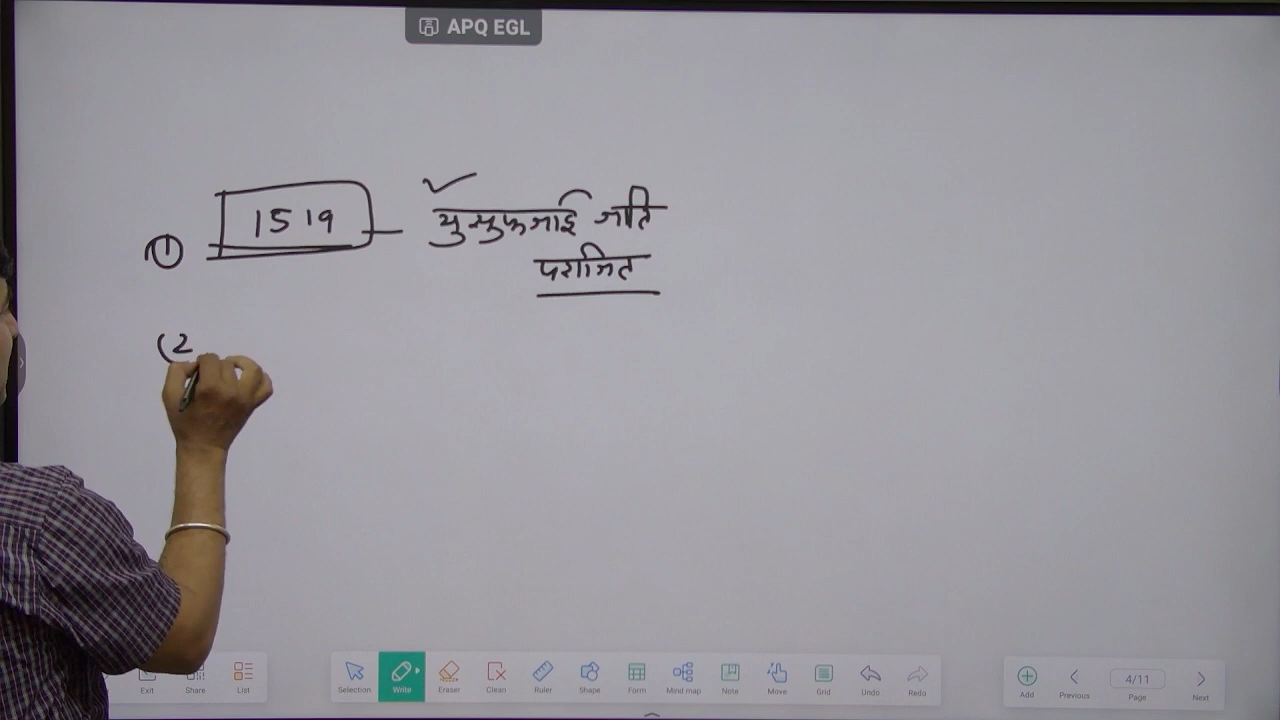 APQ EGL
① 1519 – युसुफजाई जाति
पराजित
(2
Exit Share List Selection Write Eraser Clean Ruler Shape Form Mind map Note Move Grid Undo Redo Add Previous 4/11 Page Next